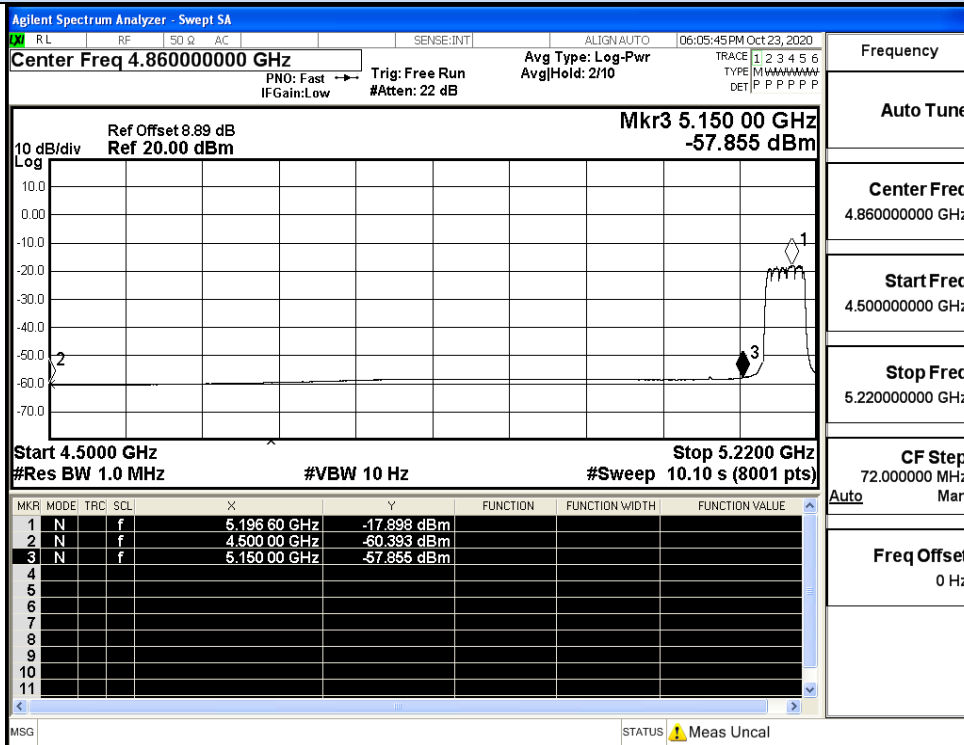 Agilent Spectrum Analyzer - Swept SA
LXI RL RF 50 Ω AC SENSE:INT ALIGN AUTO 06:05:45 PM Oct 23, 2020
Center Freq 4.860000000 GHz
PNO: Fast
IFGain:Low
Trig: Free Run
#Atten: 22 dB
Avg Type: Log-Pwr
Avg|Hold: 2/10
TRACE 1 2 3 4 5 6
TYPE M W W W W W
DET P P P P P P
Mkr3 5.150 00 GHz
-57.855 dBm
Ref Offset 8.89 dB
10 dB/div Ref 20.00 dBm
Log
10.0
0.00
-10.0
-20.0
-30.0
-40.0
-50.0
-60.0
-70.0
1
2
3
Start 4.5000 GHz Stop 5.2200 GHz
#Res BW 1.0 MHz #VBW 10 Hz #Sweep 10.10 s (8001 pts)
MKR MODE TRC SCL X Y FUNCTION FUNCTION WIDTH FUNCTION VALUE
1 N f 5.196 60 GHz -17.898 dBm
2 N f 4.500 00 GHz -60.393 dBm
3 N f 5.150 00 GHz -57.855 dBm
4
5
6
7
8
9
10
11
MSG STATUS Meas Uncal
Frequency
Auto Tune
Center Freq
4.860000000 GHz
Start Freq
4.500000000 GHz
Stop Freq
5.220000000 GHz
CF Step
72.000000 MHz
Auto Man
Freq Offset
0 Hz